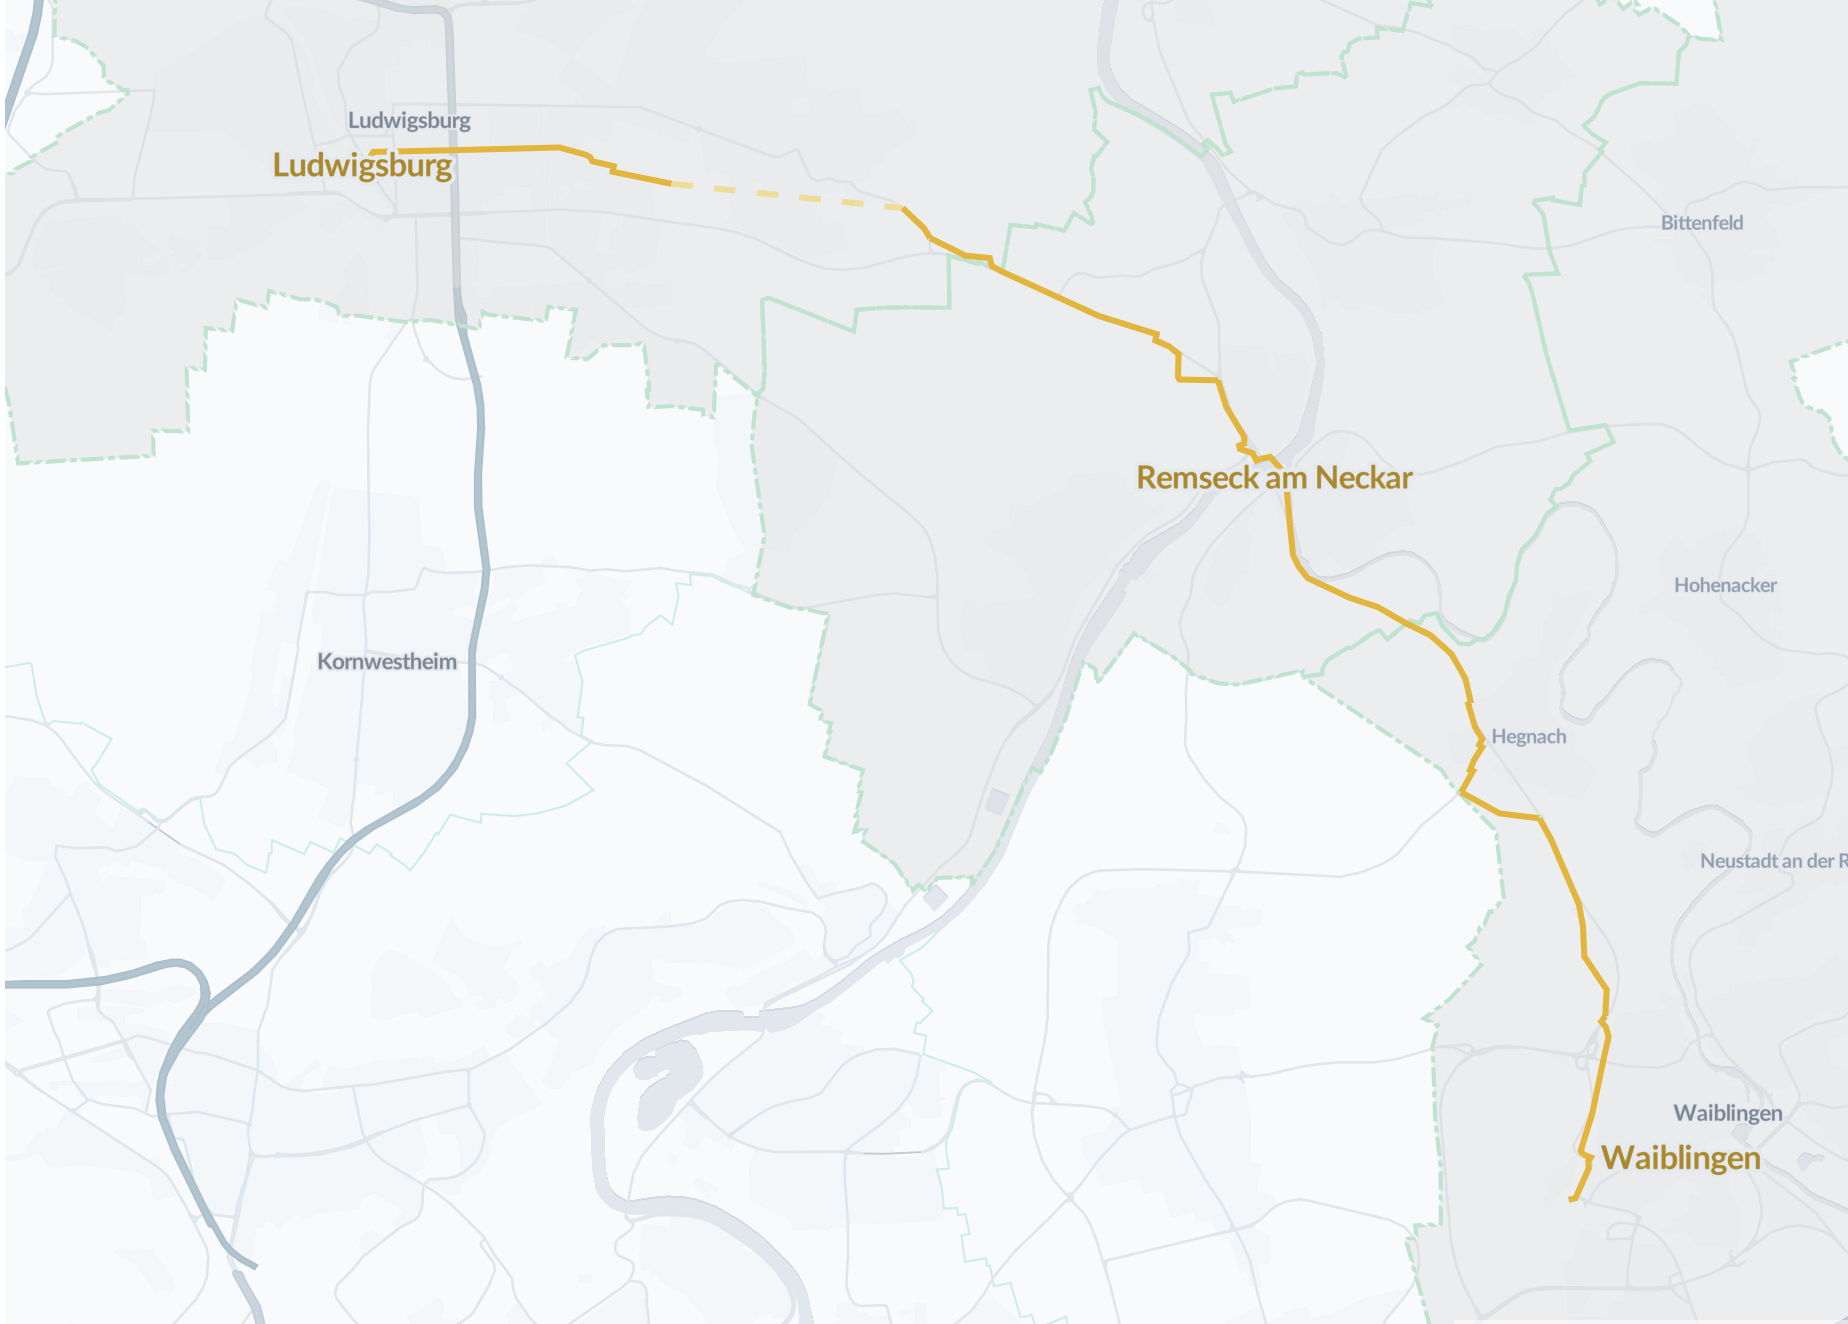 Ludwigsburg
Ludwigsburg
Bittenfeld
Remseck am Neckar
Hohenacker
Kornwestheim
Hegnach
Neustadt an der R
Waiblingen
Waiblingen